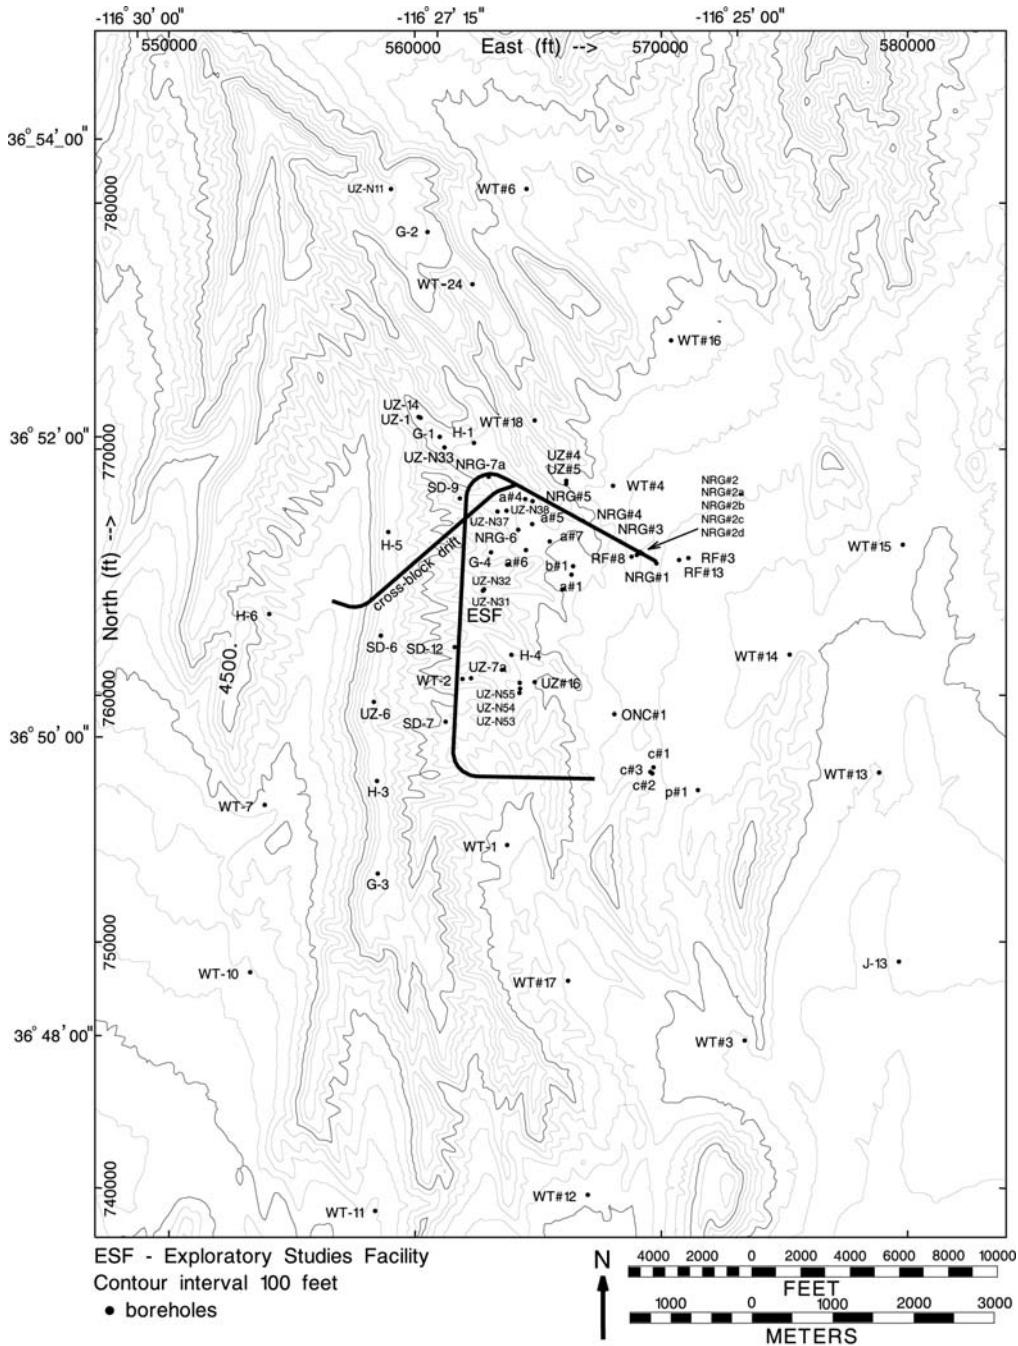 -116° 30' 00"
-116° 27' 15"
-116° 25' 00"
550000
560000
570000
580000
East (ft) -->
36_54' 00"
780000
UZ-N11
WT#6
G-2
WT-24
WT#16
UZ-14
UZ-1
WT#18
G-1
H-1
36° 52' 00"
770000
UZ-N33
UZ#4
UZ#5
NRG-7a
SD-9
WT#4
NRG#2
NRG#2a
NRG#2b
NRG#2c
NRG#2d
a#4
NRG#5
UZ-N38
UZ-N37
a#5
NRG#4
NRG#3
H-5
NRG-6
a#7
WT#15
G-4
a#6
b#1
RF#8
RF#3
RF#13
NRG#1
cross-block drift
UZ-N32
a#1
UZ-N31
ESF
North (ft) -->
H-6
SD-6
SD-12
H-4
WT#14
4500.
WT-2
UZ-7a
UZ#16
760000
UZ-N55
UZ-N54
UZ-N53
UZ-6
SD-7
ONC#1
36° 50' 00"
c#1
c#3
c#2
WT#13
H-3
p#1
WT-7
WT-1
G-3
750000
WT-10
WT#17
J-13
36° 48' 00"
WT#3
740000
WT#12
WT-11
ESF - Exploratory Studies Facility
Contour interval 100 feet
boreholes
N
4000 2000 0 2000 4000 6000 8000 10000
FEET
1000 0 1000 2000 3000
METERS